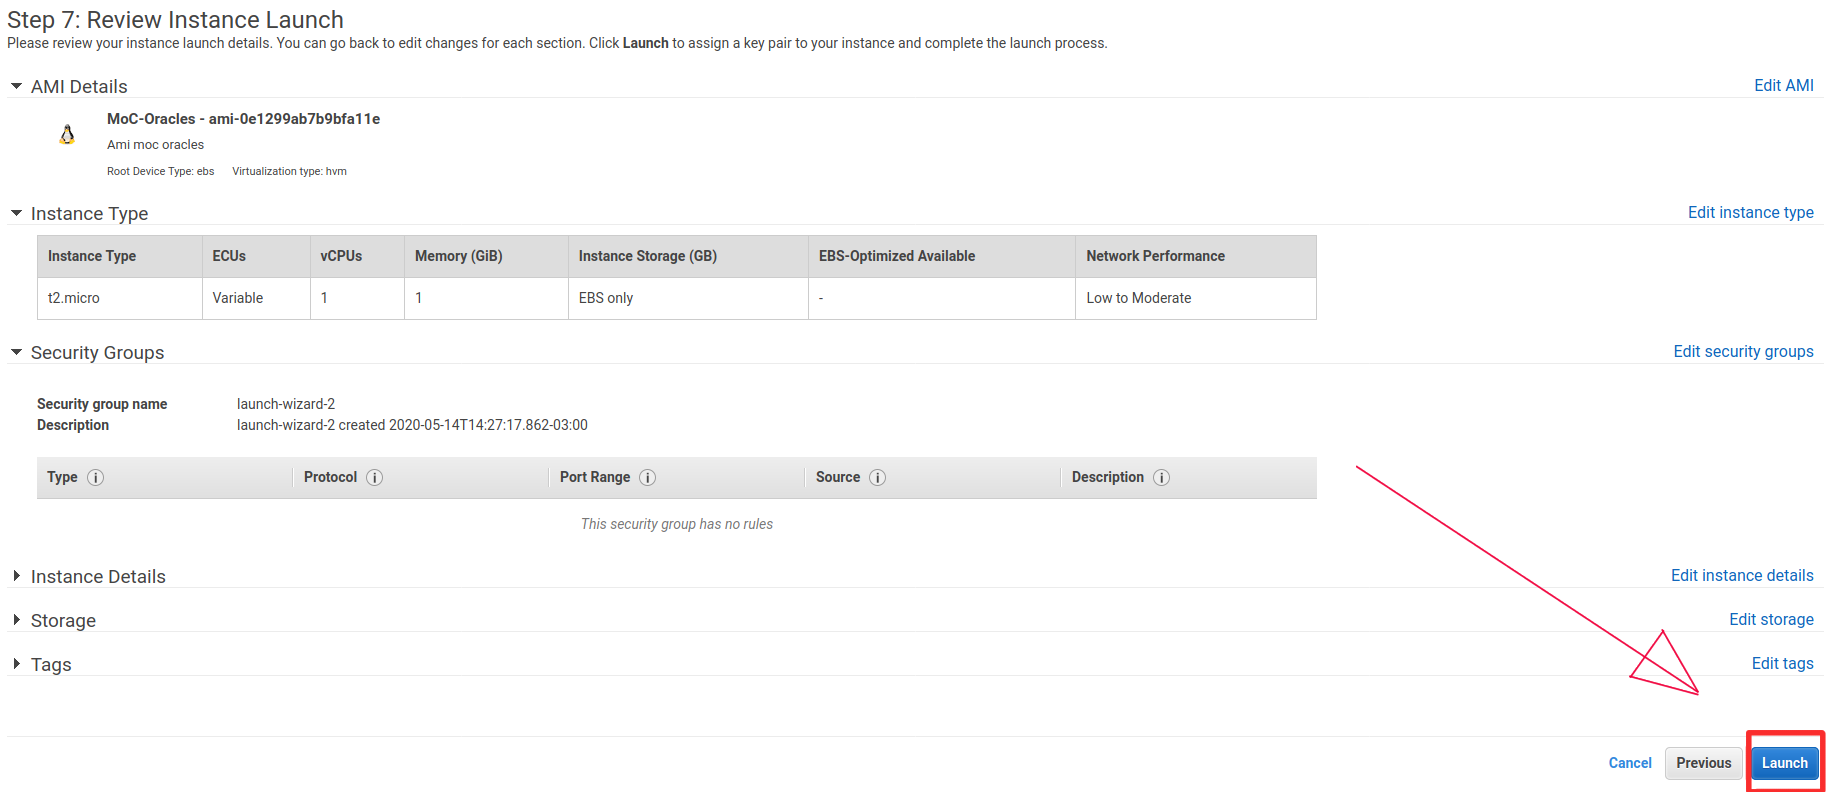 Step 7: Review Instance Launch
Please review your instance launch details. You can go back to edit changes for each section. Click Launch to assign a key pair to your instance and complete the launch process.
AMI Details Edit AMI
MoC-Oracles - ami-0e1299ab7b9bfa11e
Ami moc oracles
Root Device Type: ebs Virtualization type: hvm
Instance Type Edit instance type
Instance Type ECUs vCPUs Memory (GiB) Instance Storage (GB) EBS-Optimized Available Network Performance
t2.micro Variable 1 1 EBS only - Low to Moderate
Security Groups Edit security groups
Security group name launch-wizard-2
Description launch-wizard-2 created 2020-05-14T14:27:17.862-03:00
Type i Protocol i Port Range i Source i Description i
This security group has no rules
Instance Details Edit instance details
Storage Edit storage
Tags Edit tags
Cancel Previous Launch